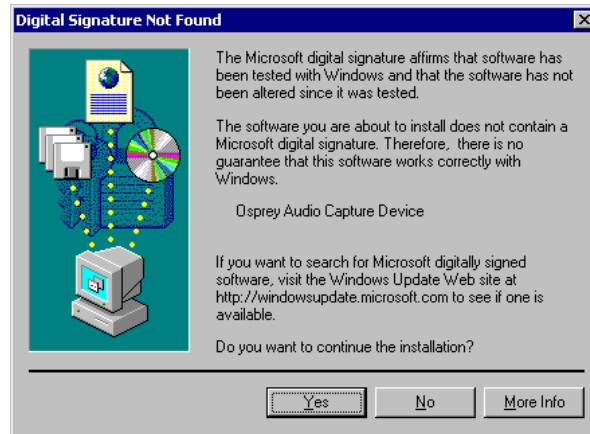 Digital Signature Not Found
The Microsoft digital signature affirms that software has
been tested with Windows and that the software has not
been altered since it was tested.
The software you are about to install does not contain a
Microsoft digital signature. Therefore, there is no
guarantee that this software works correctly with
Windows.
Osprey Audio Capture Device
If you want to search for Microsoft digitally signed
software, visit the Windows Update Web site at
http://windowsupdate.microsoft.com to see if one is
available.
Do you want to continue the installation?
Yes No More Info